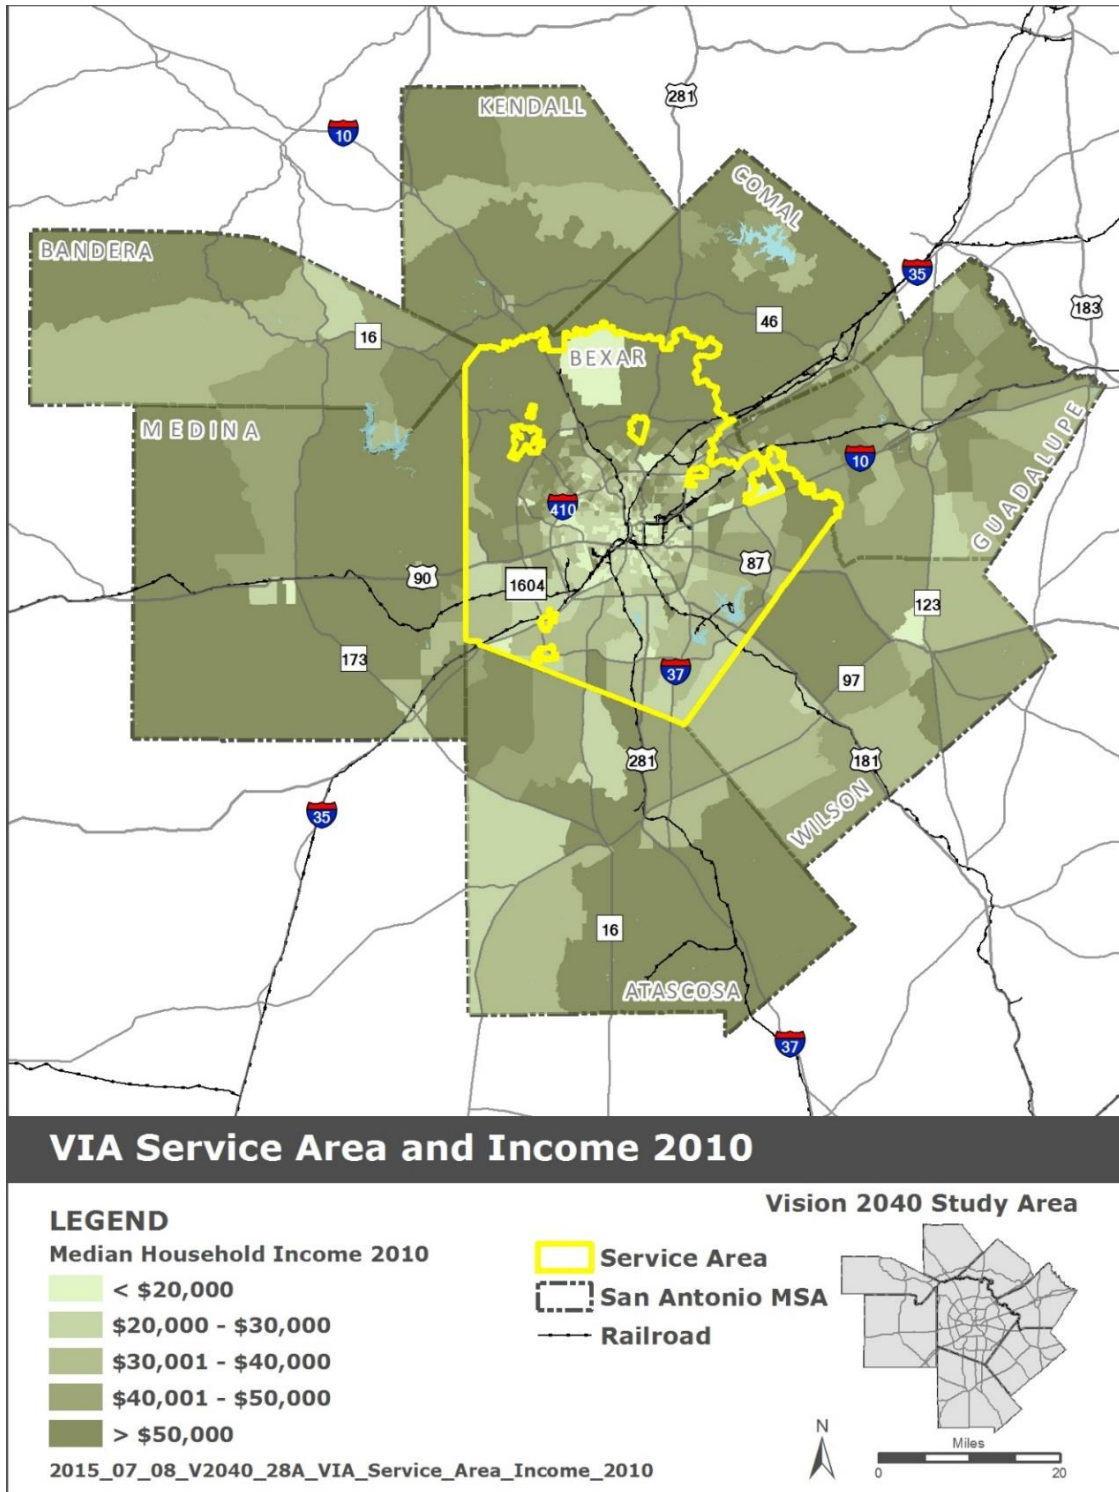 KENDALL
281
10
COMAL
BANDERA
35
183
16
46
BEXAR
MEDINA
GUADALUPE
10
410
90
1604
87
123
173
37
97
281
181
WILSON
35
16
ATASCOSA
37
VIA Service Area and Income 2010
Vision 2040 Study Area
LEGEND
Median Household Income 2010
< $20,000
$20,000 - $30,000
$30,001 - $40,000
$40,001 - $50,000
> $50,000
Service Area
San Antonio MSA
Railroad
N
Miles
0
20
2015_07_08_V2040_28A_VIA_Service_Area_Income_2010